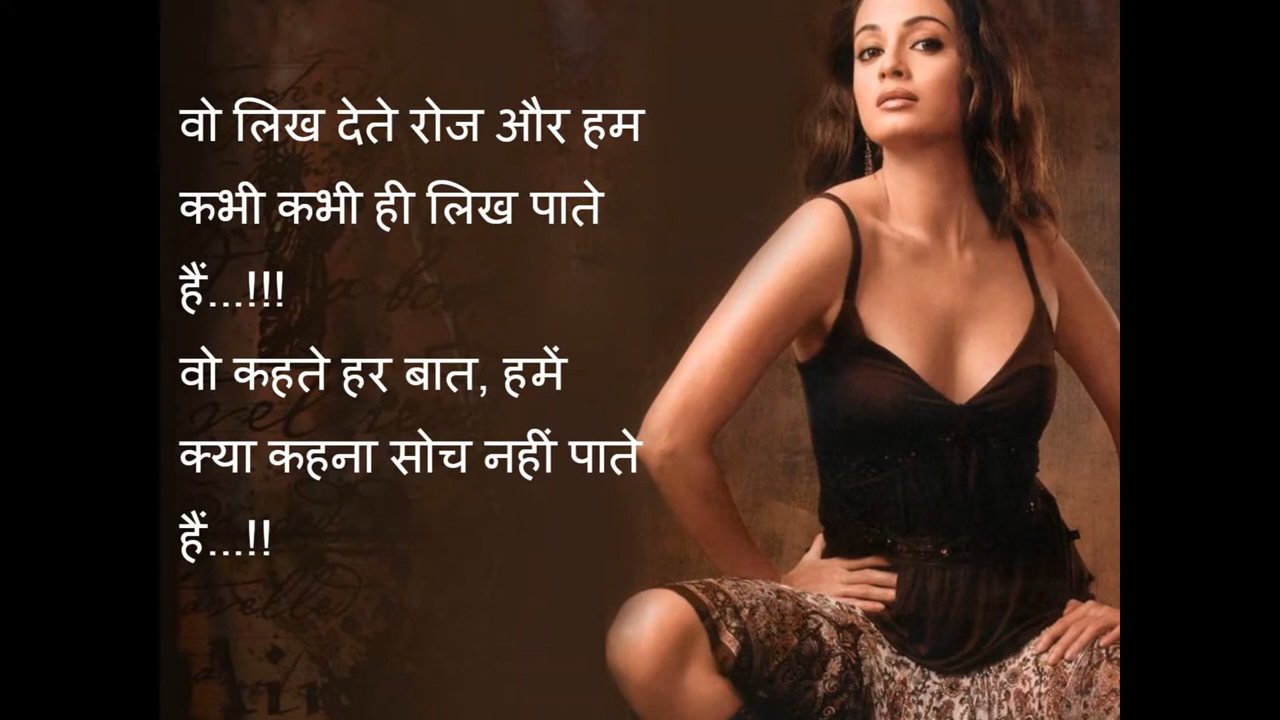 वो लिख देते रोज और हम
कभी कभी ही लिख पाते
हैं...!!!
वो कहते हर बात, हमें
क्या कहना सोच नहीं पाते
हैं...!!